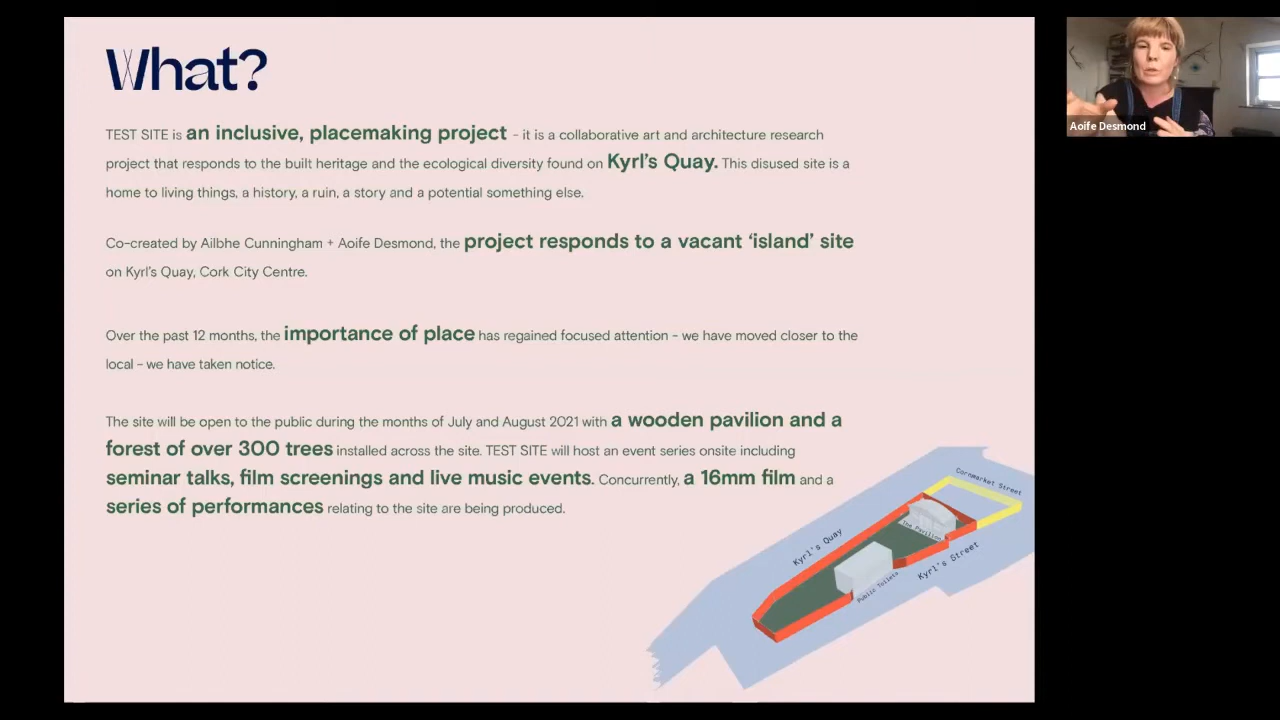 What?
TEST SITE is an inclusive, placemaking project - it is a collaborative art and architecture research
project that responds to the built heritage and the ecological diversity found on Kyrl's Quay. This disused site is a
home to living things, a history, a ruin, a story and a potential something else.
Co-created by Ailbhe Cunningham + Aoife Desmond, the project responds to a vacant 'island' site
on Kyrl's Quay, Cork City Centre.
Over the past 12 months, the importance of place has regained focused attention - we have moved closer to the
local - we have taken notice.
The site will be open to the public during the months of July and August 2021 with a wooden pavilion and a
forest of over 300 trees installed across the site. TEST SITE will host an event series onsite including
seminar talks, film screenings and live music events. Concurrently, a 16mm film and a
series of performances relating to the site are being produced.
Cornmarket Street
The Pavilion
Kyrl's Quay
Kyrl's Street
Public Toilets
Aoife Desmond